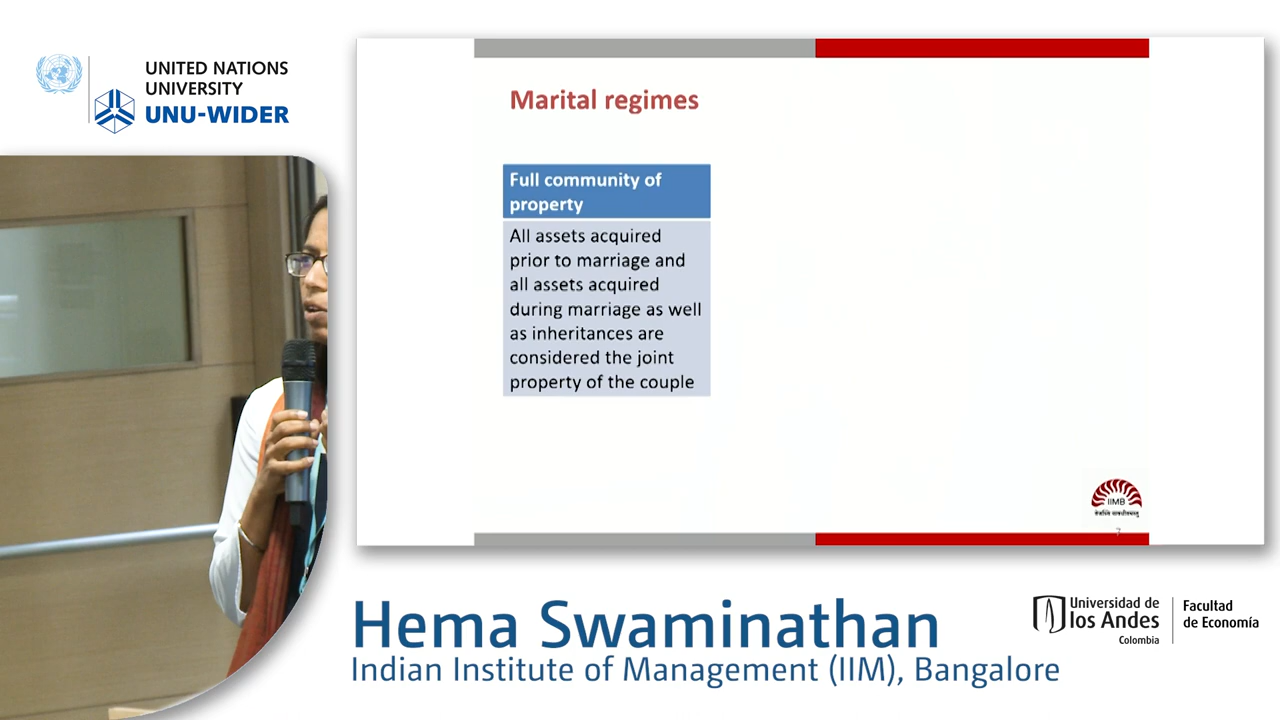 UNITED NATIONS
UNIVERSITY
UNU-WIDER
Marital regimes
Full community of
property
All assets acquired
prior to marriage and
all assets acquired
during marriage as well
as inheritances are
considered the joint
property of the couple
IIMB
7
Hema Swaminathan
Indian Institute of Management (IIM), Bangalore
Universidad de
los Andes
Colombia
Facultad
de Economía